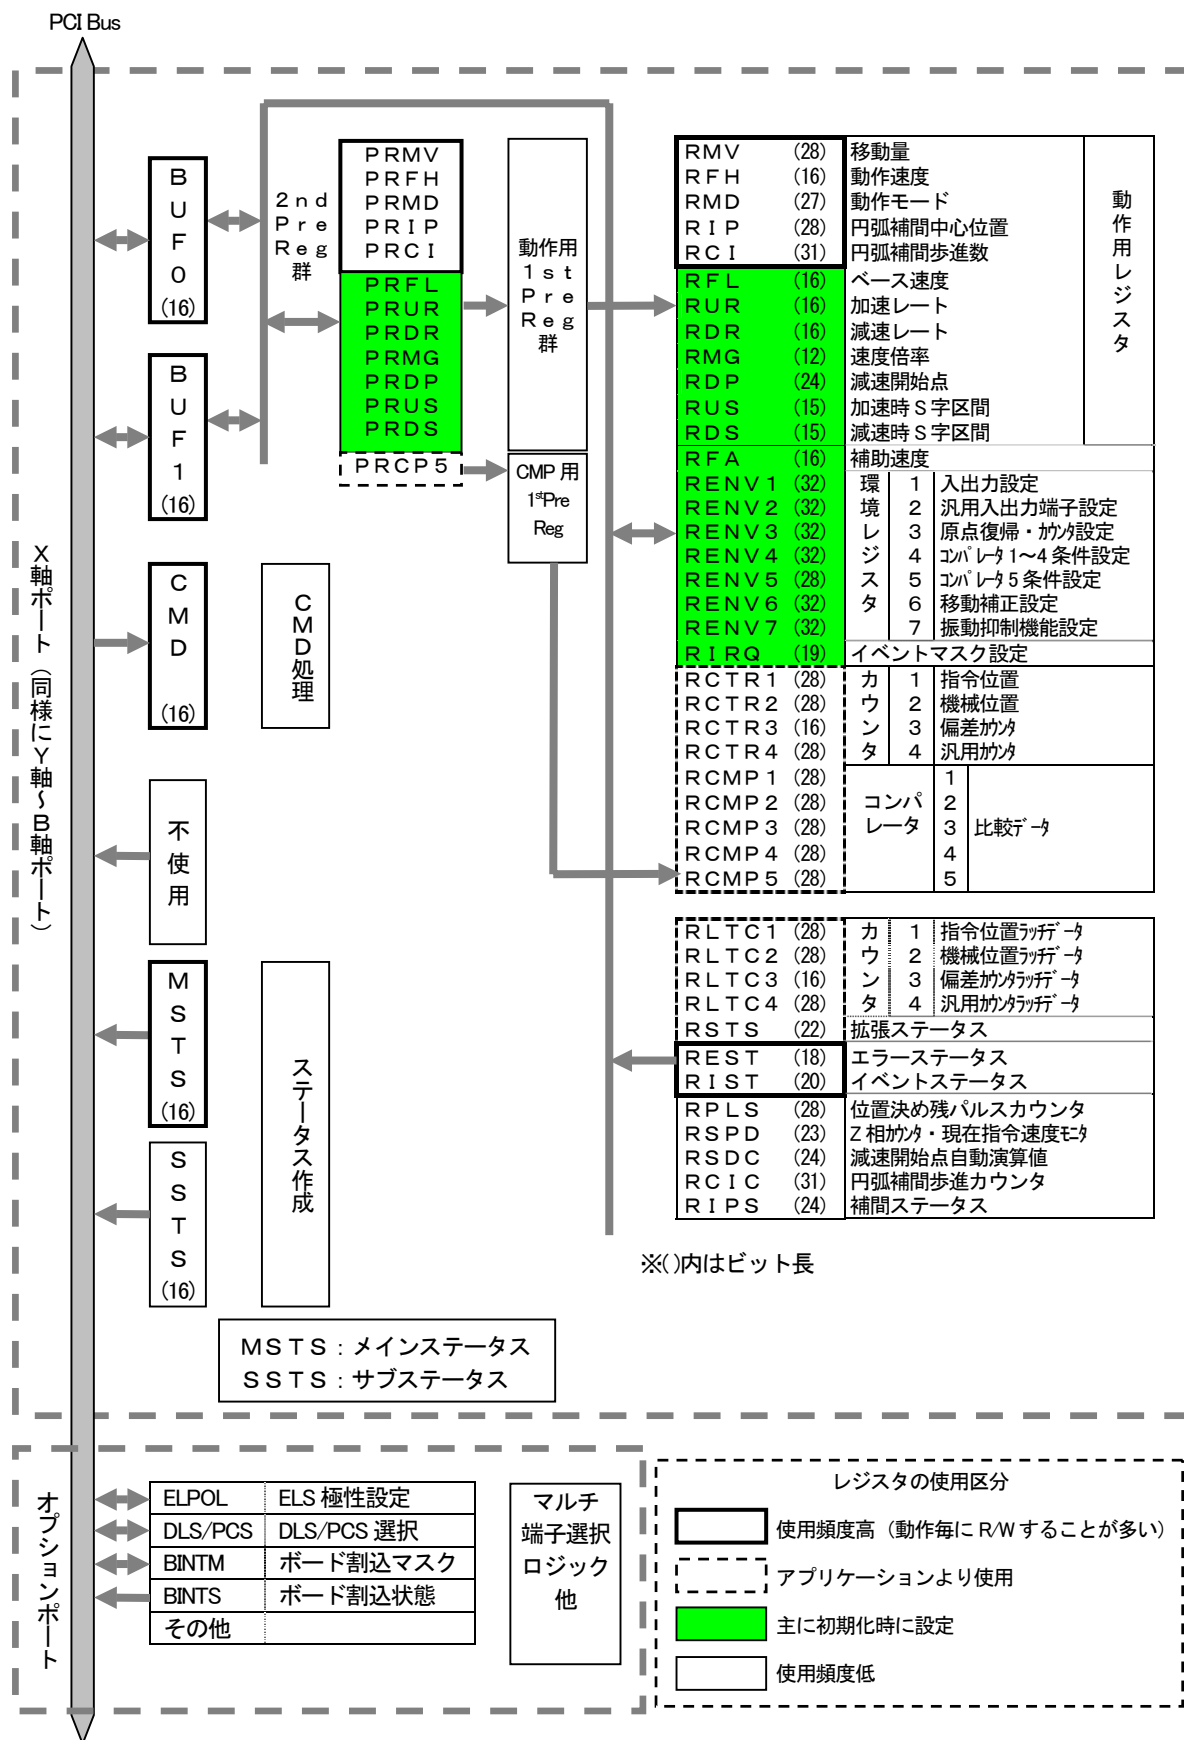 PCI Bus
X軸ポート（同様にY軸～B軸ポート）
BUF0
(16)
BUF1
(16)
CMD
(16)
不使用
MSTS
(16)
SSTS
(16)
CMD処理
ステータス作成
2nd
Pre
Reg
群
PRMV
PRFH
PRMD
PRIP
PRCI
PRFL
PRUR
PRDR
PRMG
PRDP
PRUS
PRDS
PRCP5
動作用
1st
Pre
Reg
群
CMP用
1stPre
Reg
動作用レジスタ
RMV (28) 移動量
RFH (16) 動作速度
RMD (27) 動作モード
RIP (28) 円弧補間中心位置
RCI (31) 円弧補間歩進数
RFL (16) ベース速度
RUR (16) 加速レート
RDR (16) 減速レート
RMG (12) 速度倍率
RDP (24) 減速開始点
RUS (15) 加速時S字区間
RDS (15) 減速時S字区間
RFA (16) 補助速度
環境レジスタ
RENV1 (32) 1 入出力設定
RENV2 (32) 2 汎用入出力端子設定
RENV3 (32) 3 原点復帰・ｶｳﾝﾀ設定
RENV4 (32) 4 ｺﾝﾊﾟﾚｰﾀ1～4条件設定
RENV5 (28) 5 ｺﾝﾊﾟﾚｰﾀ5条件設定
RENV6 (32) 6 移動補正設定
RENV7 (32) 7 振動抑制機能設定
RIRQ (19) イベントマスク設定
カウンタ
RCTR1 (28) 1 指令位置
RCTR2 (28) 2 機械位置
RCTR3 (16) 3 偏差ｶｳﾝﾀ
RCTR4 (28) 4 汎用ｶｳﾝﾀ
コンパレータ
RCMP1 (28) 1
RCMP2 (28) 2
RCMP3 (28) 3 比較ﾃﾞｰﾀ
RCMP4 (28) 4
RCMP5 (28) 5
カウンタ
RLTC1 (28) 1 指令位置ﾗｯﾁﾃﾞｰﾀ
RLTC2 (28) 2 機械位置ﾗｯﾁﾃﾞｰﾀ
RLTC3 (16) 3 偏差ｶｳﾝﾀﾗｯﾁﾃﾞｰﾀ
RLTC4 (28) 4 汎用ｶｳﾝﾀﾗｯﾁﾃﾞｰﾀ
RSTS (22) 拡張ステータス
REST (18) エラーステータス
RIST (20) イベントステータス
RPLS (28) 位置決め残パルスカウンタ
RSPD (23) Z相ｶｳﾝﾀ・現在指令速度ﾓﾆﾀ
RSDC (24) 減速開始点自動演算値
RCIC (31) 円弧補間歩進カウンタ
RIPS (24) 補間ステータス
※()内はビット長
MSTS：メインステータス
SSTS：サブステータス
オプションポート
ELPOL ELS極性設定
DLS/PCS DLS/PCS選択
BINTM ボード割込マスク
BINTS ボード割込状態
その他
マルチ
端子選択
ロジック
他
レジスタの使用区分
使用頻度高（動作毎にR/Wすることが多い）
アプリケーションより使用
主に初期化時に設定
使用頻度低